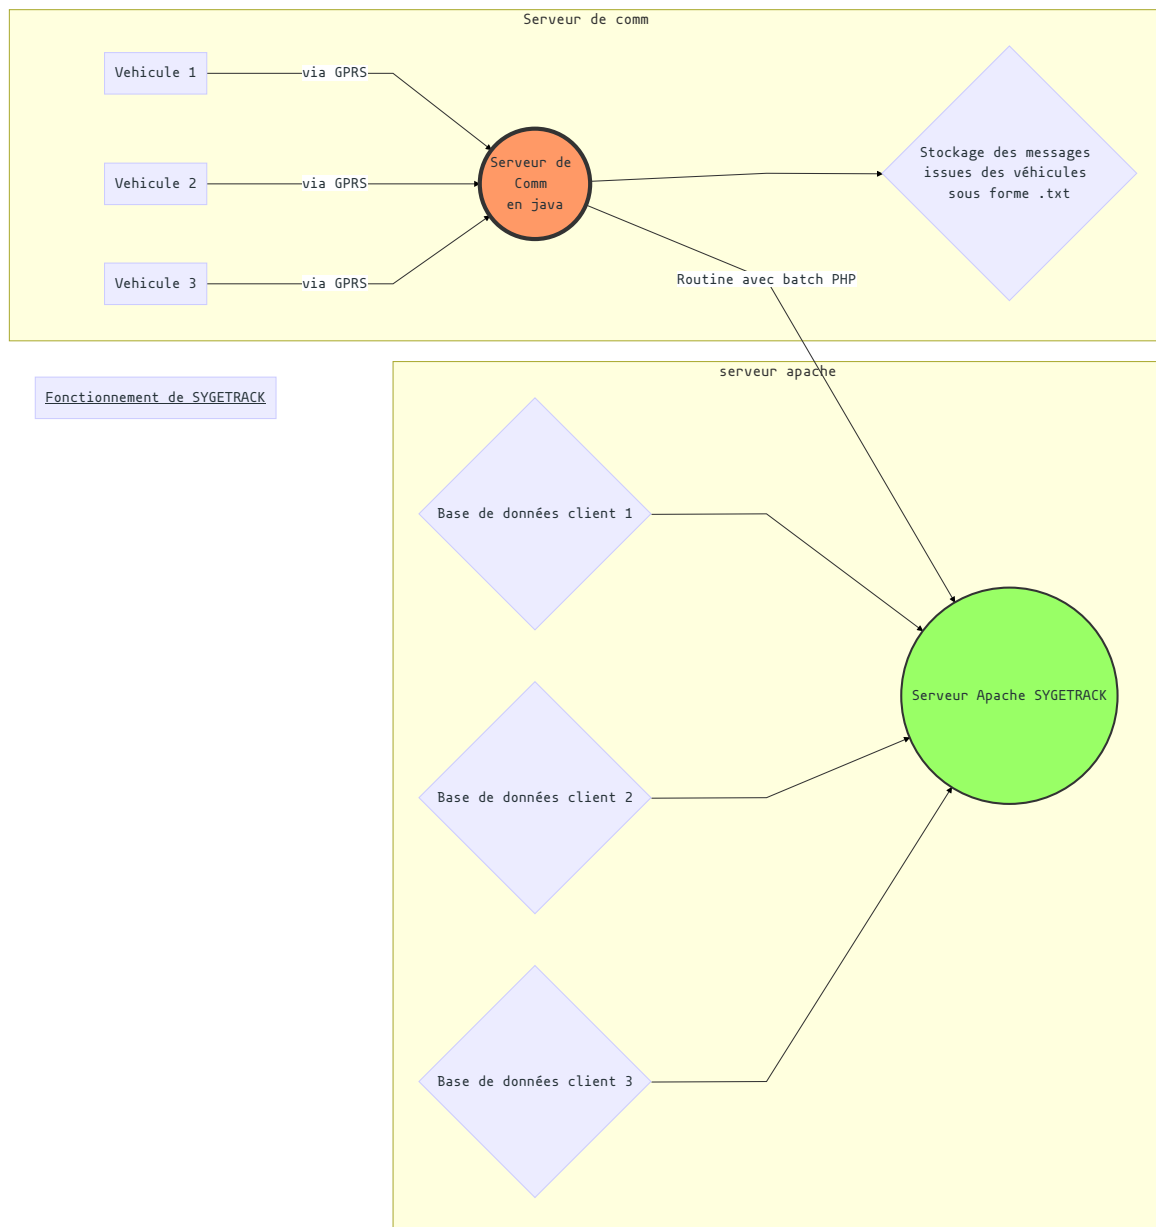 Serveur de comm
Vehicule 1
via GPRS
Serveur de
Comm
en java
Vehicule 2
via GPRS
Vehicule 3
via GPRS
Stockage des messages
issues des véhicules
sous forme .txt
Routine avec batch PHP
Fonctionnement de SYGETRACK
serveur apache
Base de données client 1
Base de données client 2
Base de données client 3
Serveur Apache SYGETRACK